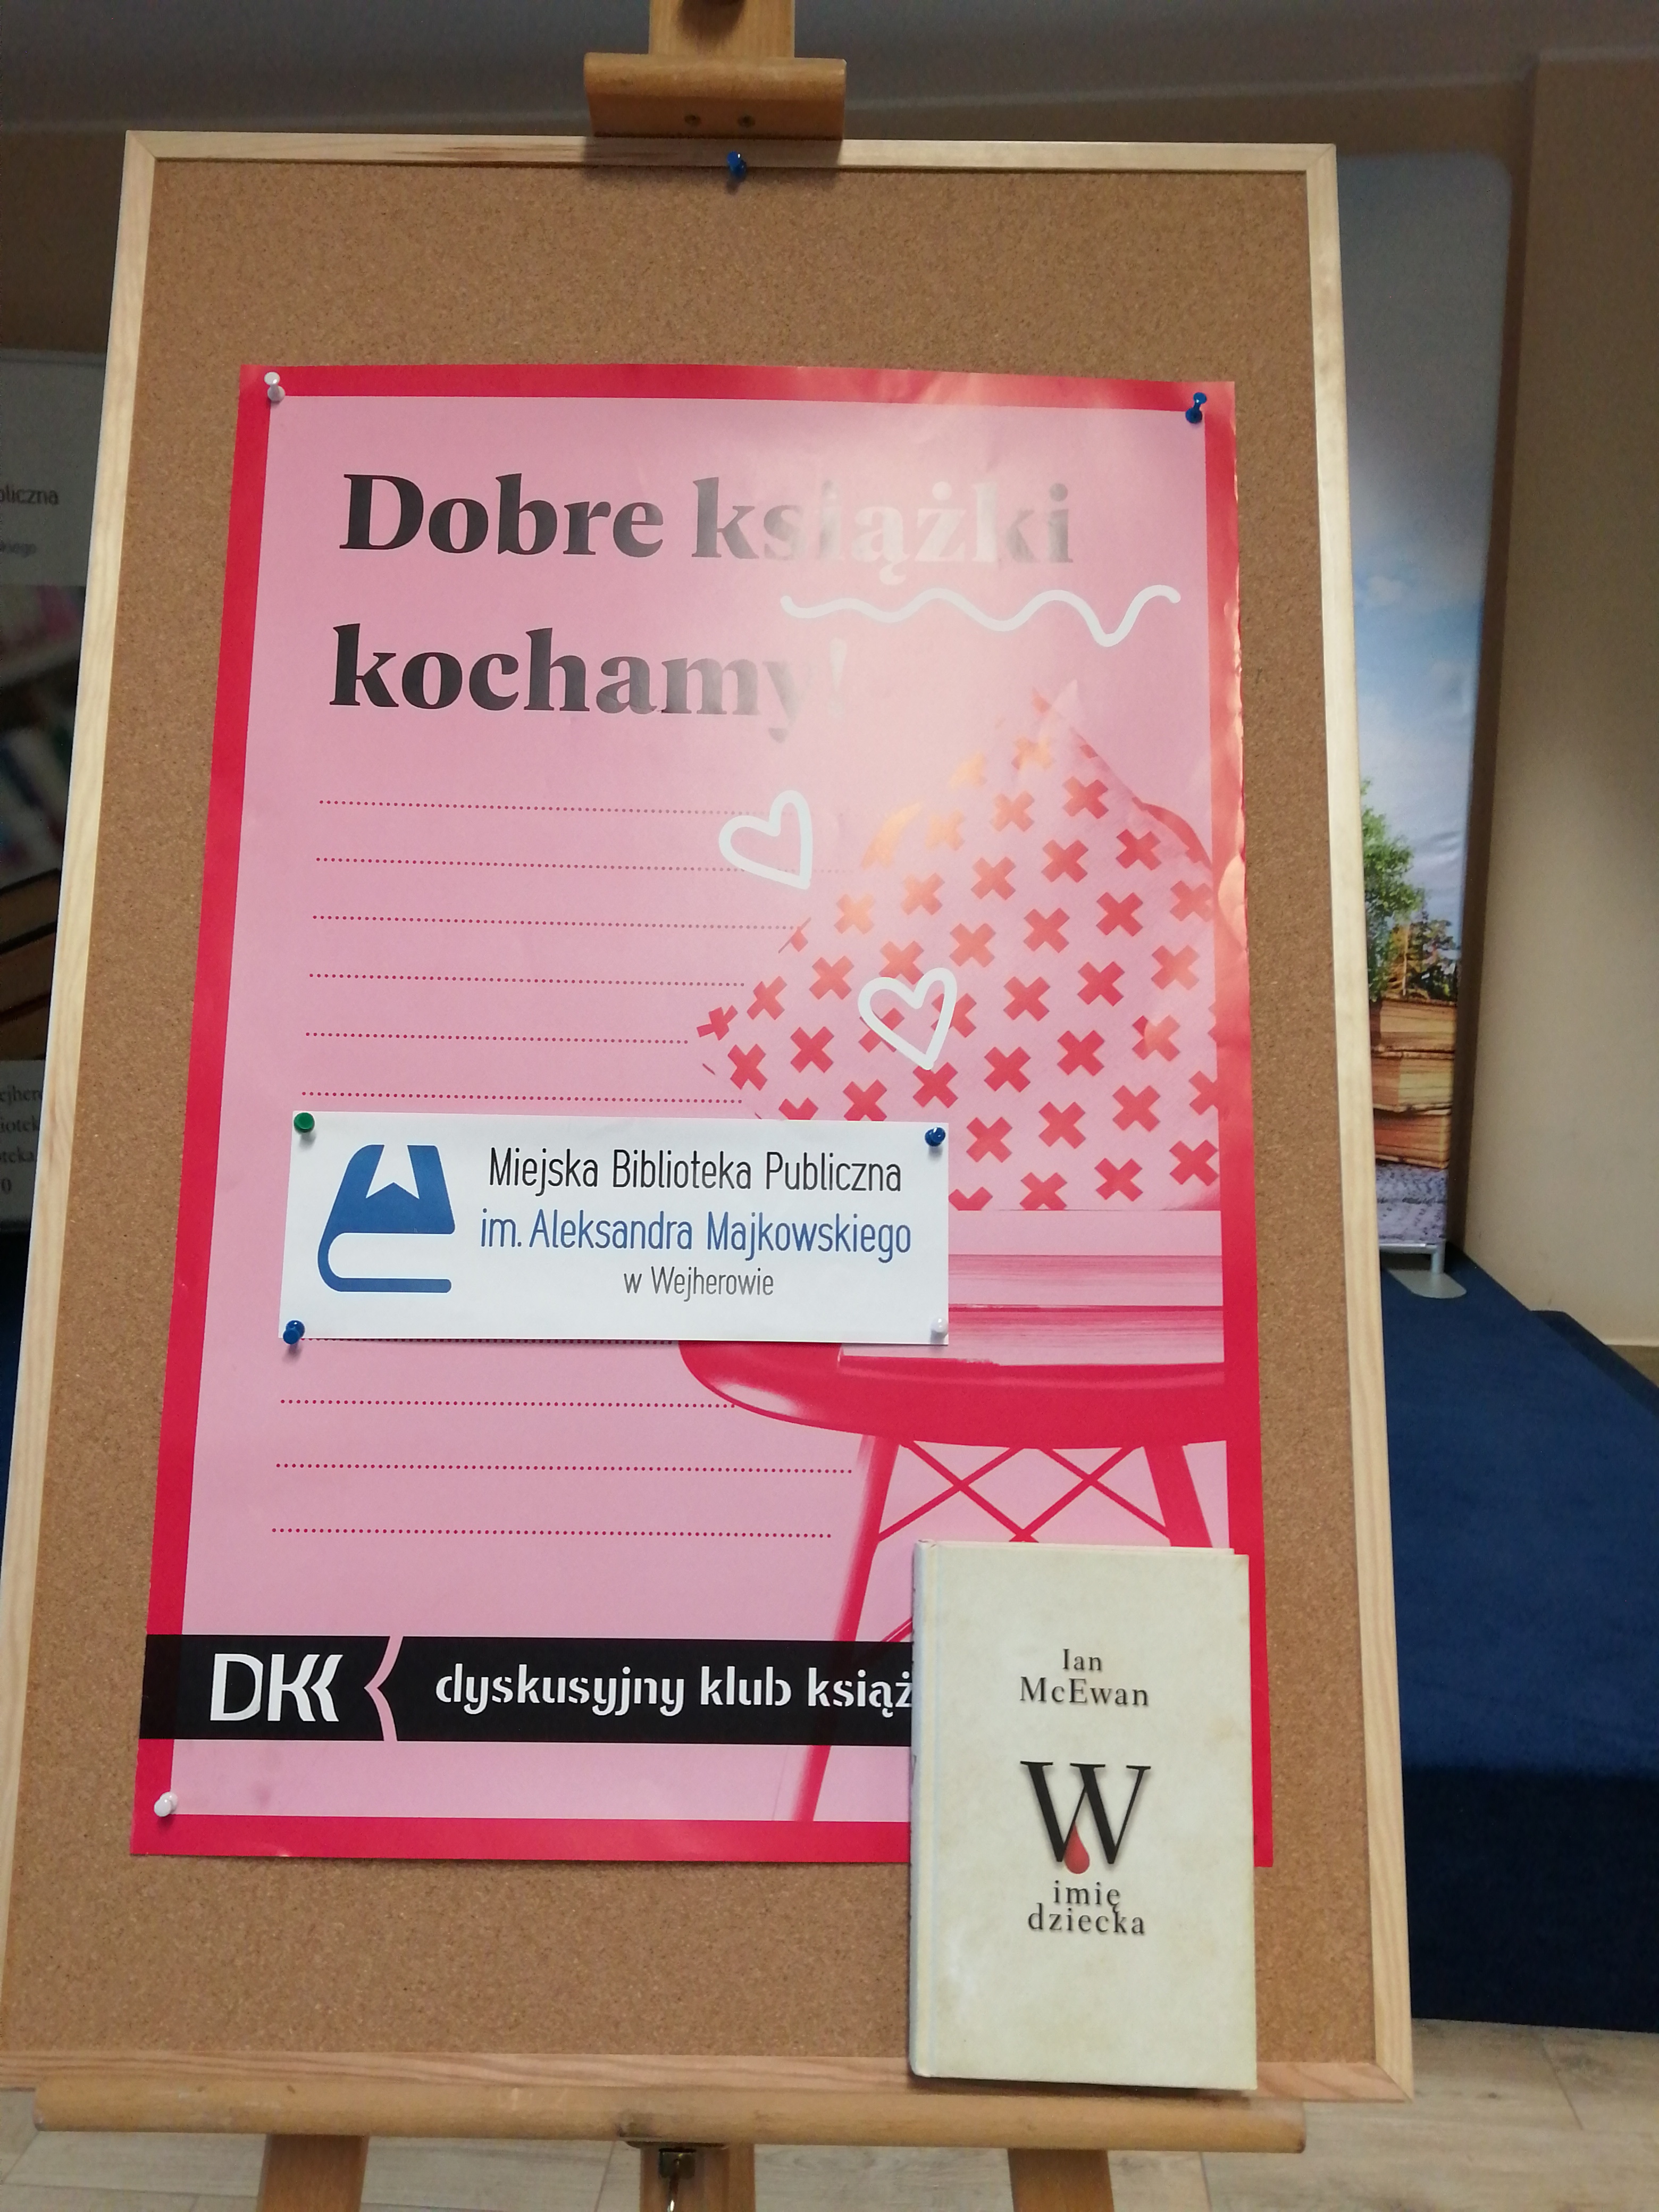 Dobre książki
kochamy!
Miejska Biblioteka Publiczna
im. Aleksandra Majkowskiego
w Wejherowie
DKK
dyskusyjny klub książ
Ian
McEwan
W
imię
dziecka